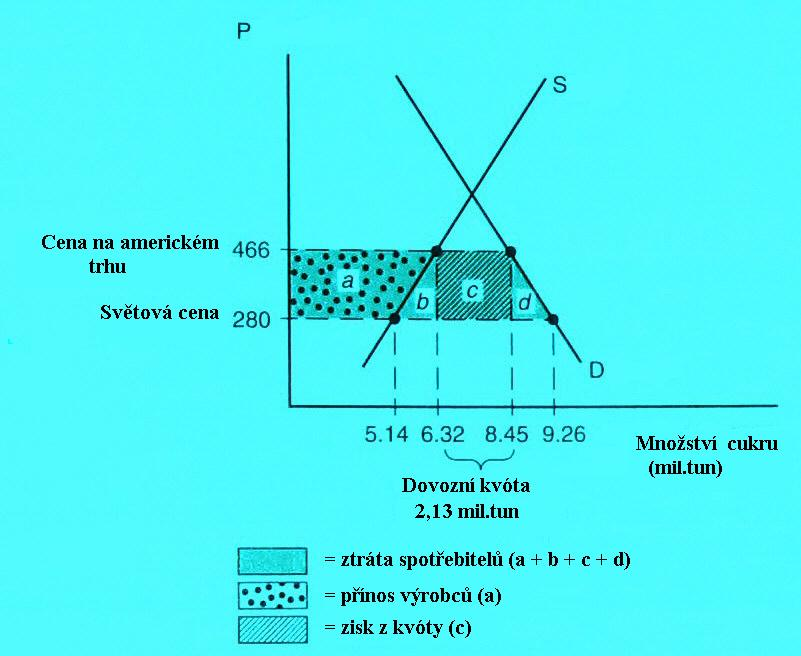 P
S
Cena na americkém
trhu
466
a
b
c
d
Světová cena
280
D
5.14 6.32 8.45 9.26
Množství cukru
(mil.tun)
Dovozní kvóta
2,13 mil.tun
= ztráta spotřebitelů (a + b + c + d)
= přínos výrobců (a)
= zisk z kvóty (c)